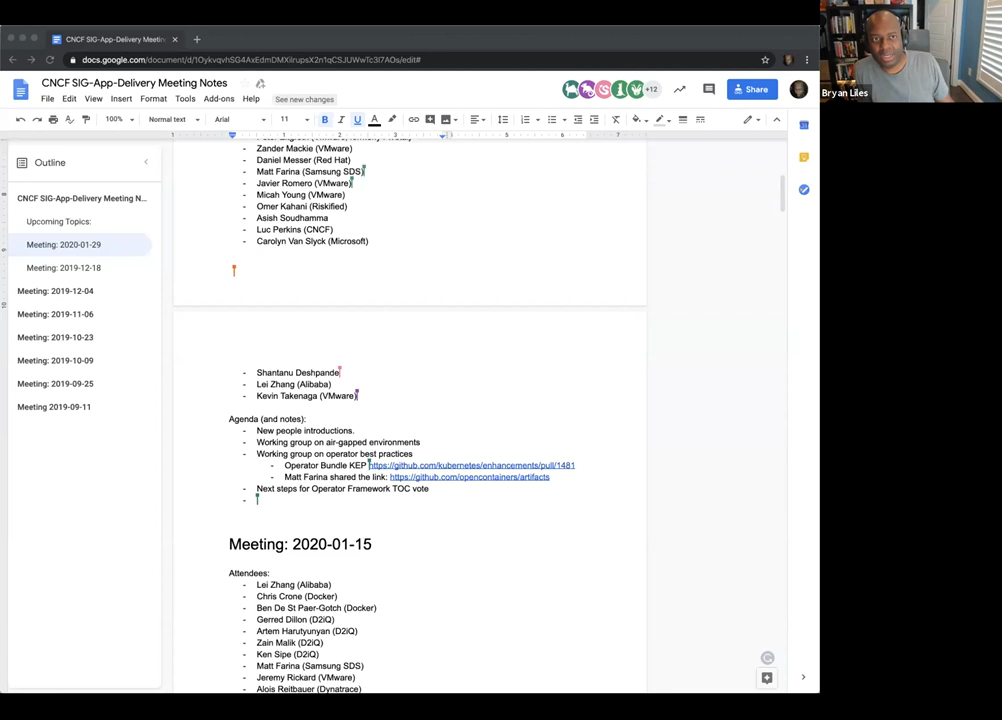 CNCF SIG-App-Delivery Meetin
docs.google.com/document/d/1OykvqvhSG4AxEdmDMXiIrupsX2n1qCSJUWwTc3I7AOs/edit#
CNCF SIG-App-Delivery Meeting Notes
File Edit View Insert Format Tools Add-ons Help See new changes
+12
Share
Bryan Liles
100% Normal text Arial 11 B I U A
1 1 2 3 4 5 6 7
Outline
CNCF SIG-App-Delivery Meeting N...
Upcoming Topics:
Meeting: 2020-01-29
Meeting: 2019-12-18
Meeting: 2019-12-04
Meeting: 2019-11-06
Meeting: 2019-10-23
Meeting: 2019-10-09
Meeting: 2019-09-25
Meeting 2019-09-11
- Zander Mackie (VMware)
- Daniel Messer (Red Hat)
- Matt Farina (Samsung SDS)
- Javier Romero (VMware)
- Micah Young (VMware)
- Omer Kahani (Riskified)
- Asish Soudhamma
- Luc Perkins (CNCF)
- Carolyn Van Slyck (Microsoft)
- Shantanu Deshpande
- Lei Zhang (Alibaba)
- Kevin Takenaga (VMware)
Agenda (and notes):
- New people introductions.
- Working group on air-gapped environments
- Working group on operator best practices
- Operator Bundle KEP https://github.com/kubernetes/enhancements/pull/1481
- Matt Farina shared the link: https://github.com/opencontainers/artifacts
- Next steps for Operator Framework TOC vote
-
Meeting: 2020-01-15
Attendees:
- Lei Zhang (Alibaba)
- Chris Crone (Docker)
- Ben De St Paer-Gotch (Docker)
- Gerred Dillon (D2iQ)
- Artem Harutyunyan (D2iQ)
- Zain Malik (D2iQ)
- Ken Sipe (D2iQ)
- Matt Farina (Samsung SDS)
- Jeremy Rickard (VMware)
- Alois Reitbauer (Dynatrace)